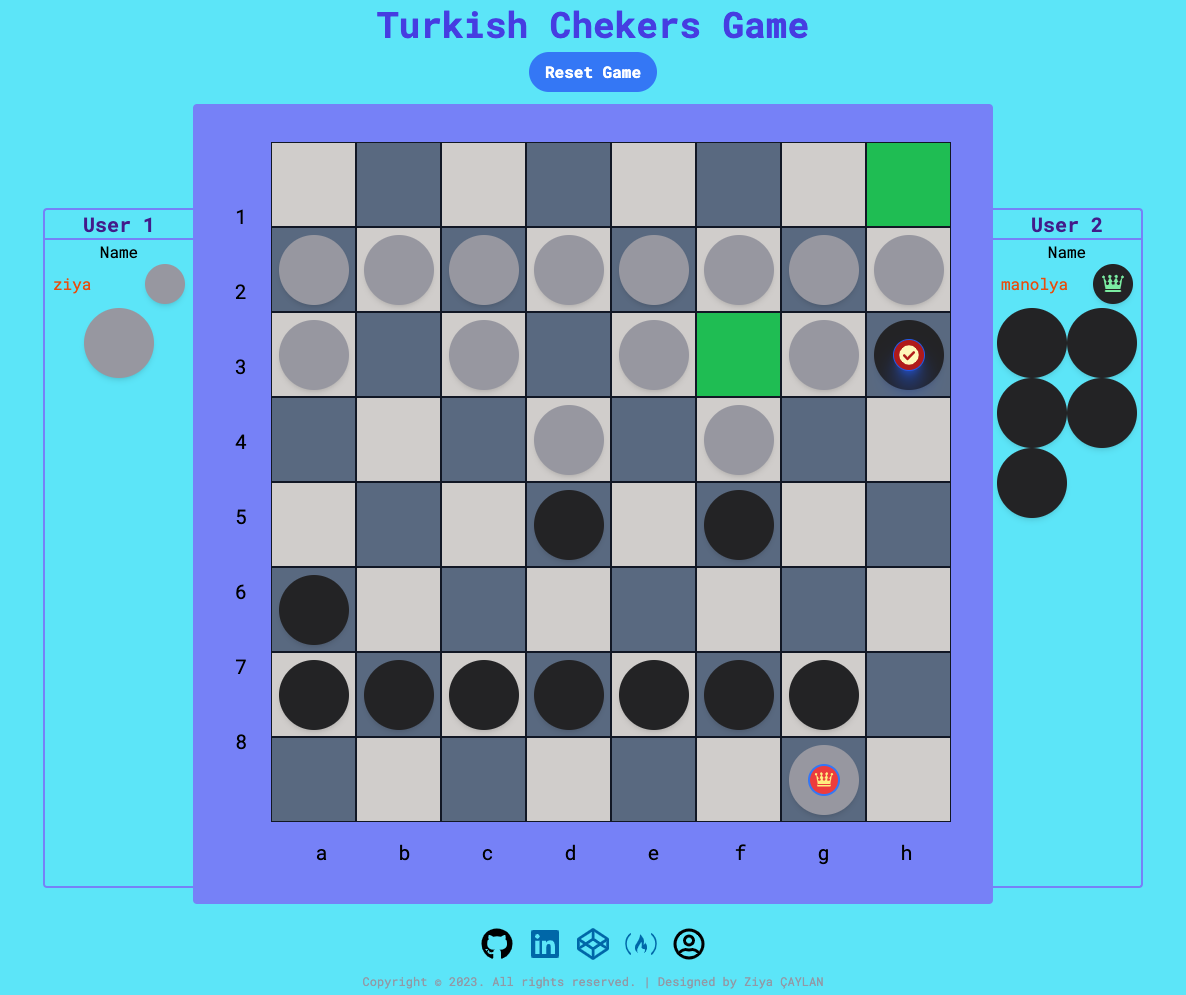 Turkish Chekers Game
Reset Game
User 1
Name
ziya
User 2
Name
manolya
1
2
3
4
5
6
7
8
a b c d e f g h
in
Copyright © 2023. All rights reserved. | Designed by Ziya ÇAYLAN